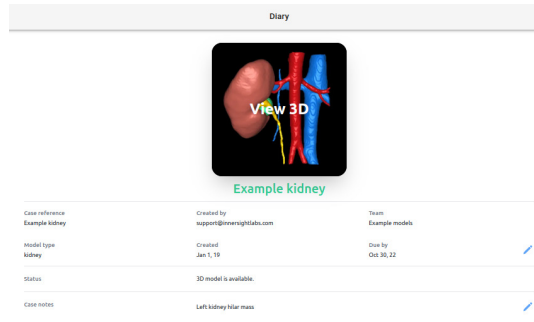 Diary
View 3D
Example kidney
Case reference Created by Team
Example kidney support@innersightlabs.com Example models
Model type Created Due by
kidney Jan 1, 19 Oct 30, 22
Status 3D model is available.
Case notes Left kidney hilar mass